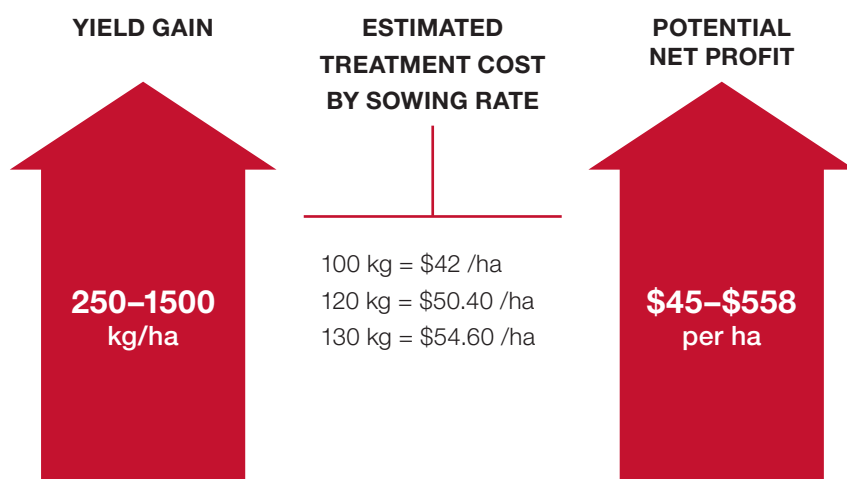 YIELD GAIN
250–1500
kg/ha
ESTIMATED
TREATMENT COST
BY SOWING RATE
100 kg = $42 /ha
120 kg = $50.40 /ha
130 kg = $54.60 /ha
POTENTIAL
NET PROFIT
$45–$558
per ha